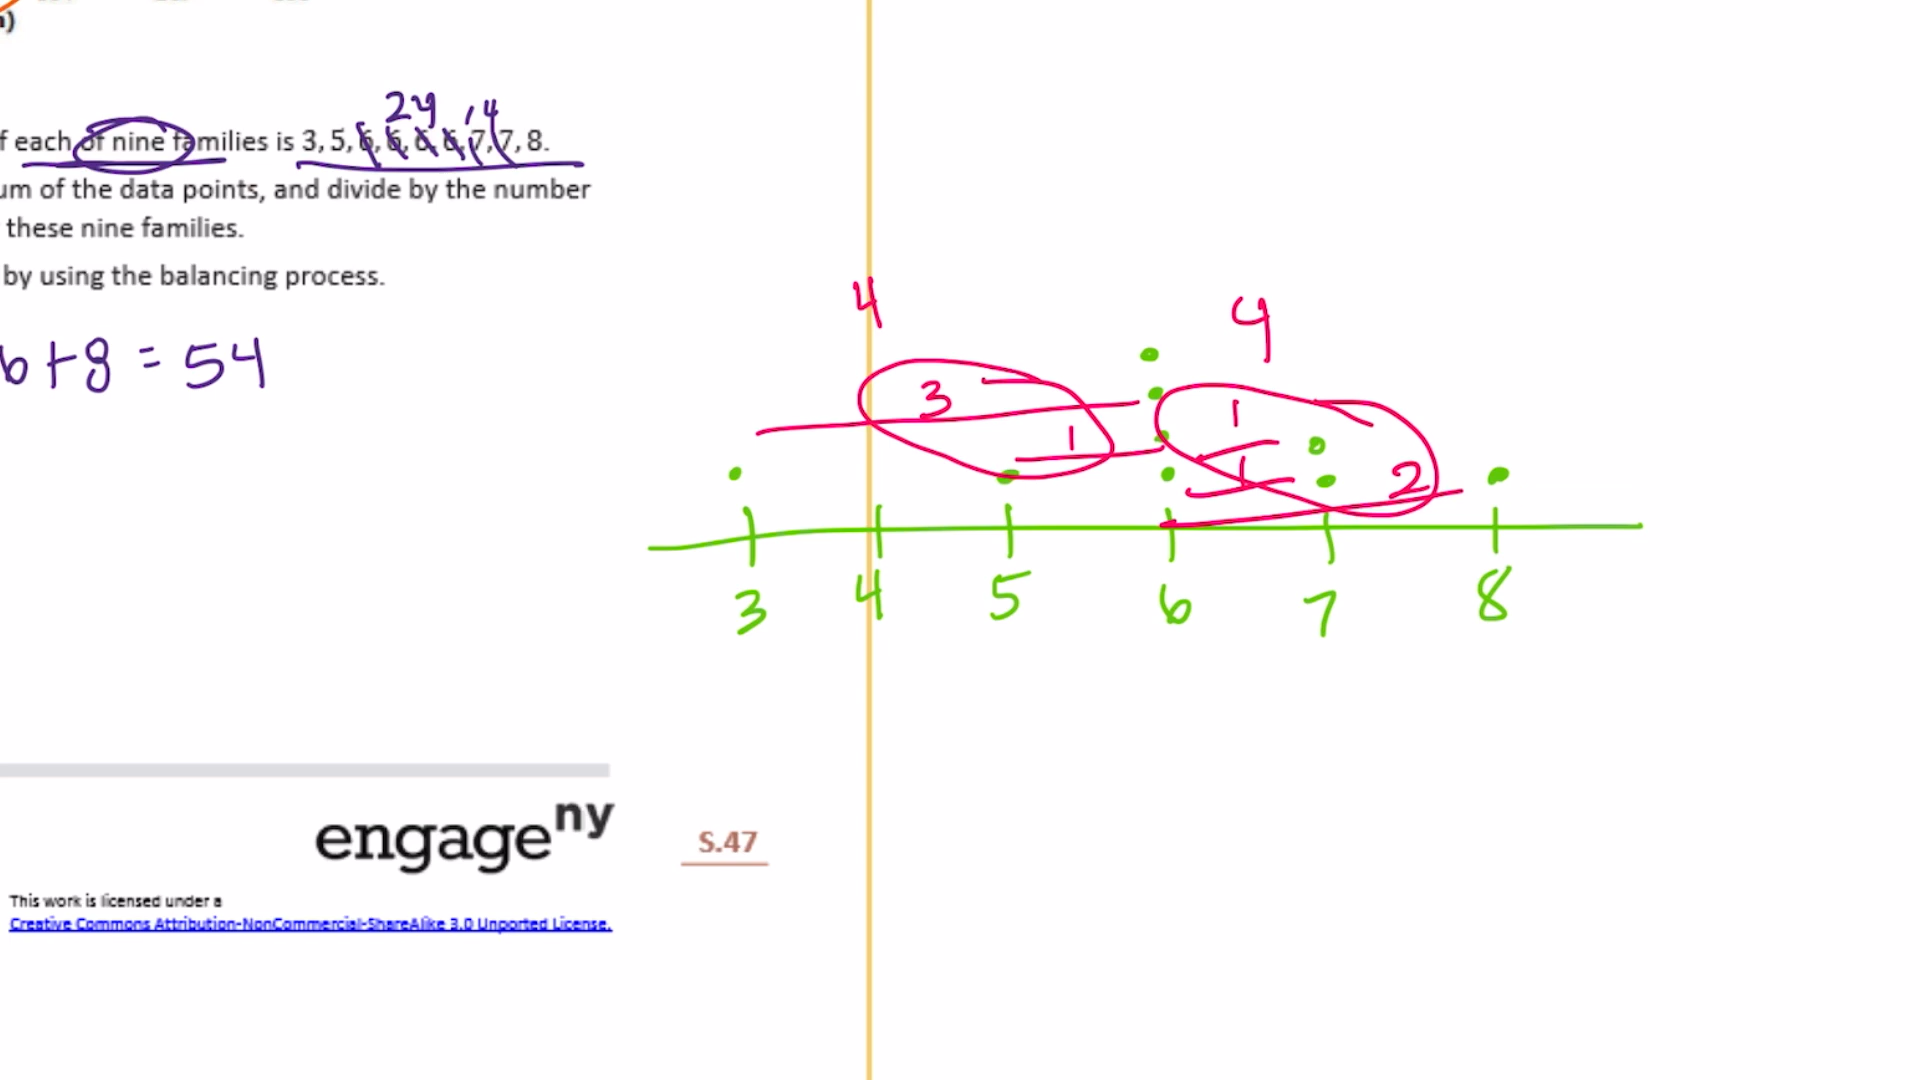 24 14
f each of nine families is 3, 5, 6, 6, 6, 6, 7, 7, 8.
um of the data points, and divide by the number
these nine families.
by using the balancing process.
6+8 = 54
4 4
3 1
1 1 2
3 4 5 6 7 8
engage ny
S.47
This work is licensed under a
Creative Commons Attribution-NonCommercial-ShareAlike 3.0 Unported License.